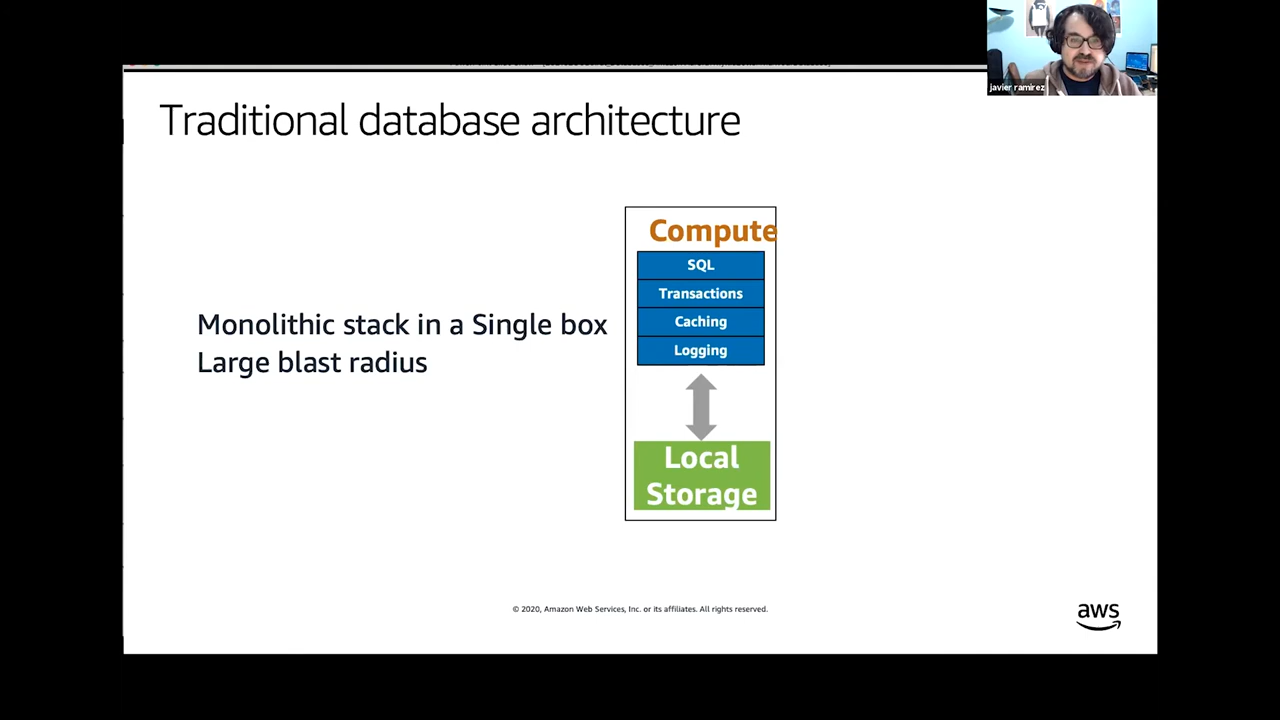 javier ramirez
Traditional database architecture
Monolithic stack in a Single box
Large blast radius
Compute
SQL
Transactions
Caching
Logging
Local
Storage
© 2020, Amazon Web Services, Inc. or its affiliates. All rights reserved.
aws